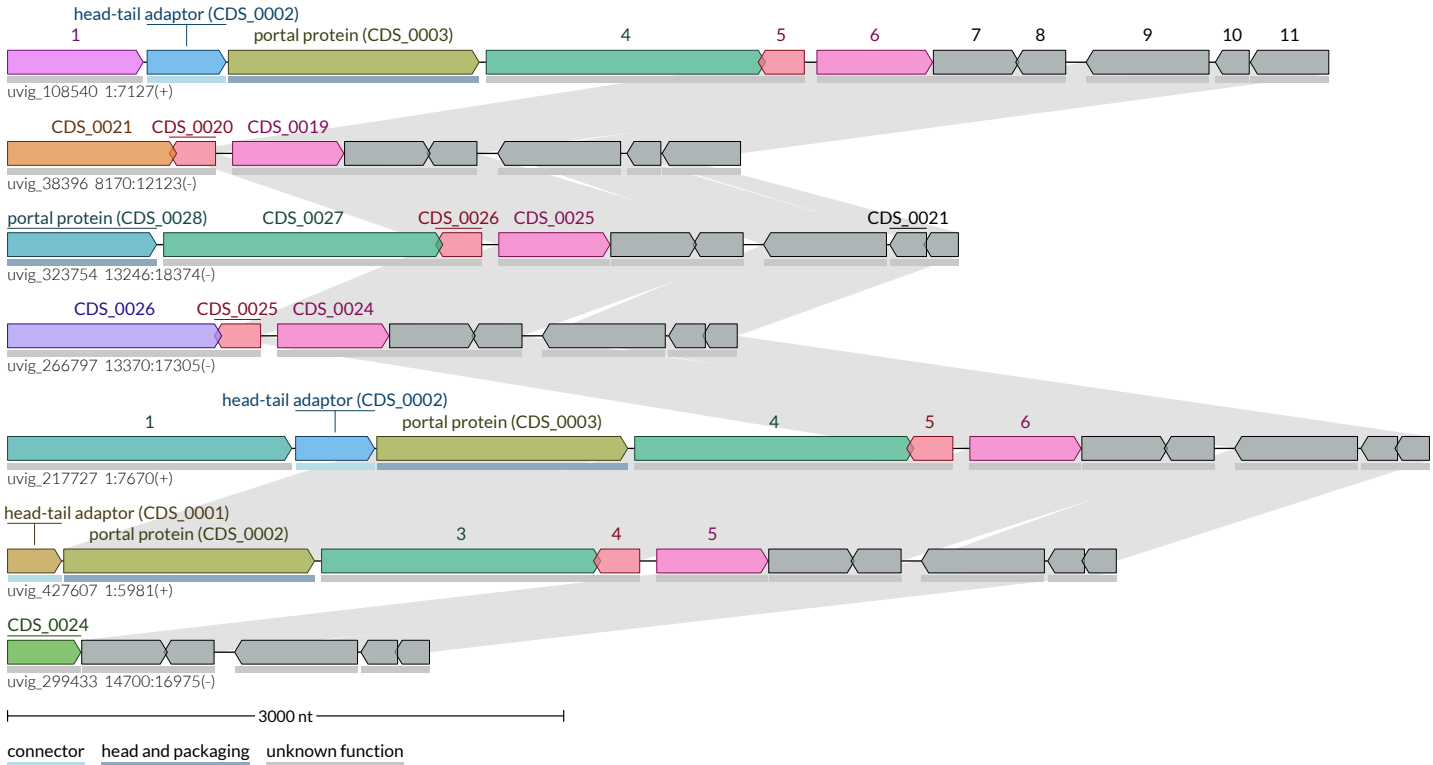 head-tail adaptor (CDS_0002)
1 portal protein (CDS_0003) 4 5 6 7 8 9 10 11
uvig_108540 1:7127(+)
CDS_0021 CDS_0020 CDS_0019
uvig_38396 8170:12123(-)
portal protein (CDS_0028) CDS_0027 CDS_0026 CDS_0025 CDS_0021
uvig_323754 13246:18374(-)
CDS_0026 CDS_0025 CDS_0024
uvig_266797 13370:17305(-)
head-tail adaptor (CDS_0002)
1 portal protein (CDS_0003) 4 5 6
uvig_217727 1:7670(+)
head-tail adaptor (CDS_0001)
portal protein (CDS_0002) 3 4 5
uvig_427607 1:5981(+)
CDS_0024
uvig_299433 14700:16975(-)
3000 nt
connector head and packaging unknown function